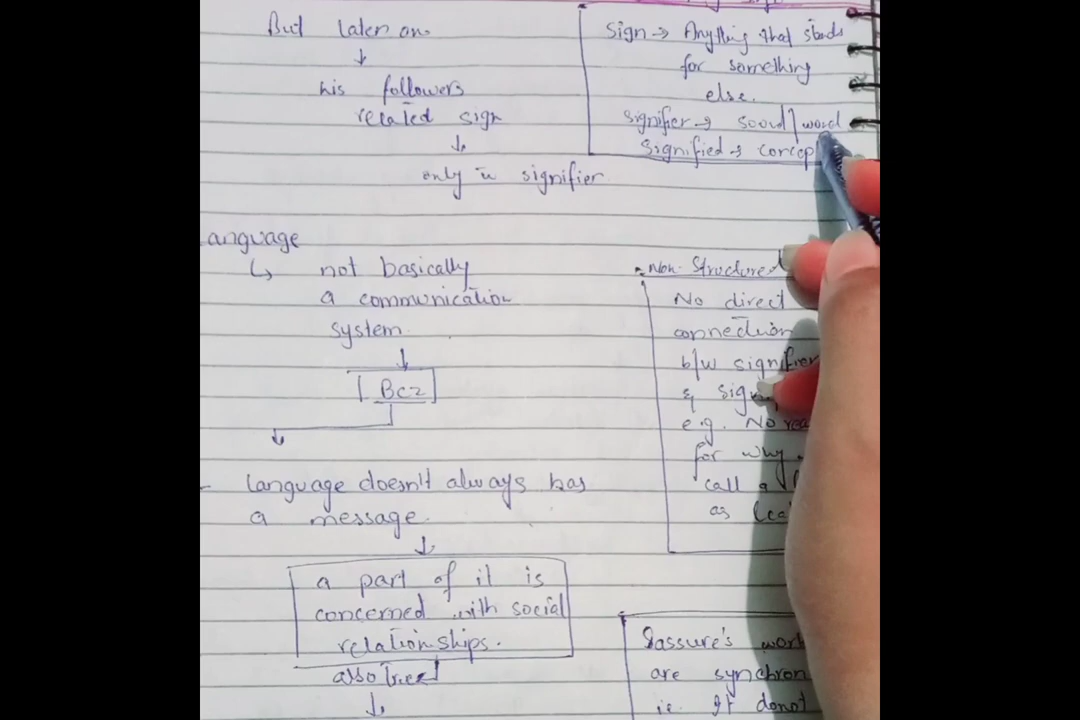 But later on
his followers
related sign
only is signifier
Sign → Anything that stands
for something
else.
signifier → sound/word
signified → concep
anguage
not basically
a communication
system.
[Bcz]
Language doesn't always has
a message.
a part of it is
concerned with social
relationships.
also
Non-Structured
No direct
connection
b/w signifier
& sig
e.g. No rea
for why
call a
as
Sassure's work
are synchron
i.e. It donot